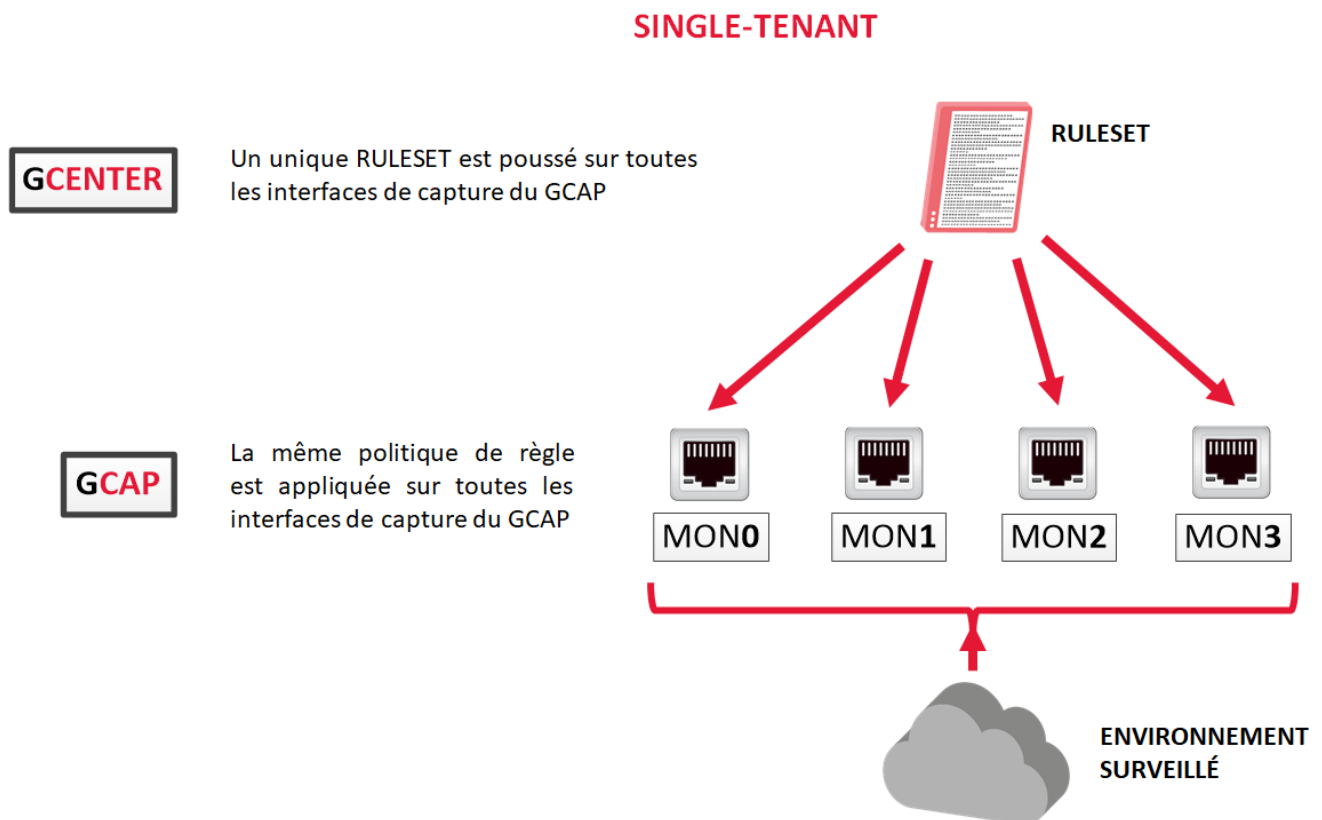 SINGLE-TENANT
RULESET
GCENTER
Un unique RULESET est poussé sur toutes
les interfaces de capture du GCAP
GCAP
La même politique de règle
est appliquée sur toutes les
interfaces de capture du GCAP
MON0
MON1
MON2
MON3
ENVIRONNEMENT
SURVEILLÉ